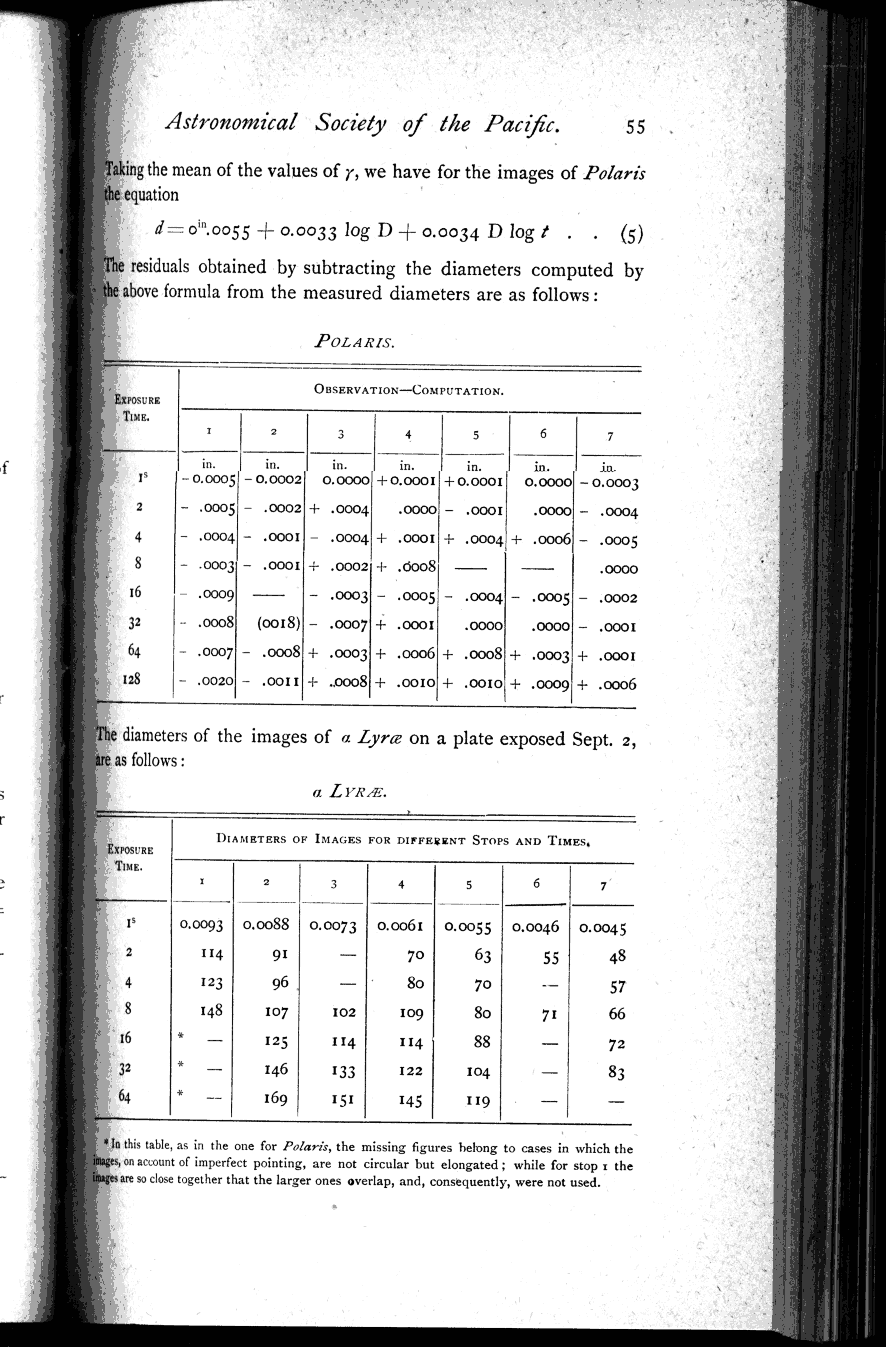 Astronomical Society of the Pacific. 55
Taking the mean of the values of γ, we have for the images of Polaris
the equation
d = 0in.0055 + 0.0033 log D + 0.0034 D log t . . (5)
The residuals obtained by subtracting the diameters computed by
the above formula from the measured diameters are as follows:
POLARIS.
EXPOSURE TIME. OBSERVATION—COMPUTATION.
1 2 3 4 5 6 7
in. in. in. in. in. in. in.
1s -0.0005 -0.0002 0.0000 +0.0001 +0.0001 0.0000 -0.0003
2 - .0005 - .0002 + .0004 .0000 - .0001 .0000 - .0004
4 - .0004 - .0001 - .0004 + .0001 + .0004 + .0006 - .0005
8 - .0003 - .0001 + .0002 + .0008 — — .0000
16 - .0009 — - .0003 - .0005 - .0004 - .0005 - .0002
32 - .0008 (0018) - .0007 + .0001 .0000 .0000 - .0001
64 - .0007 - .0008 + .0003 + .0006 + .0008 + .0003 + .0001
128 - .0020 - .0011 + .0008 + .0010 + .0010 + .0009 + .0006
The diameters of the images of α Lyræ on a plate exposed Sept. 2,
are as follows:
α LYRÆ.
EXPOSURE TIME. DIAMETERS OF IMAGES FOR DIFFERENT STOPS AND TIMES.
1 2 3 4 5 6 7
1s 0.0093 0.0088 0.0073 0.0061 0.0055 0.0046 0.0045
2 114 91 — 70 63 55 48
4 123 96 — 80 70 — 57
8 148 107 102 109 80 71 66
16 * — 125 114 114 88 — 72
32 * — 146 133 122 104 — 83
64 * — 169 151 145 119 — —
* In this table, as in the one for Polaris, the missing figures belong to cases in which the
images, on account of imperfect pointing, are not circular but elongated; while for stop 1 the
images are so close together that the larger ones overlap, and, consequently, were not used.